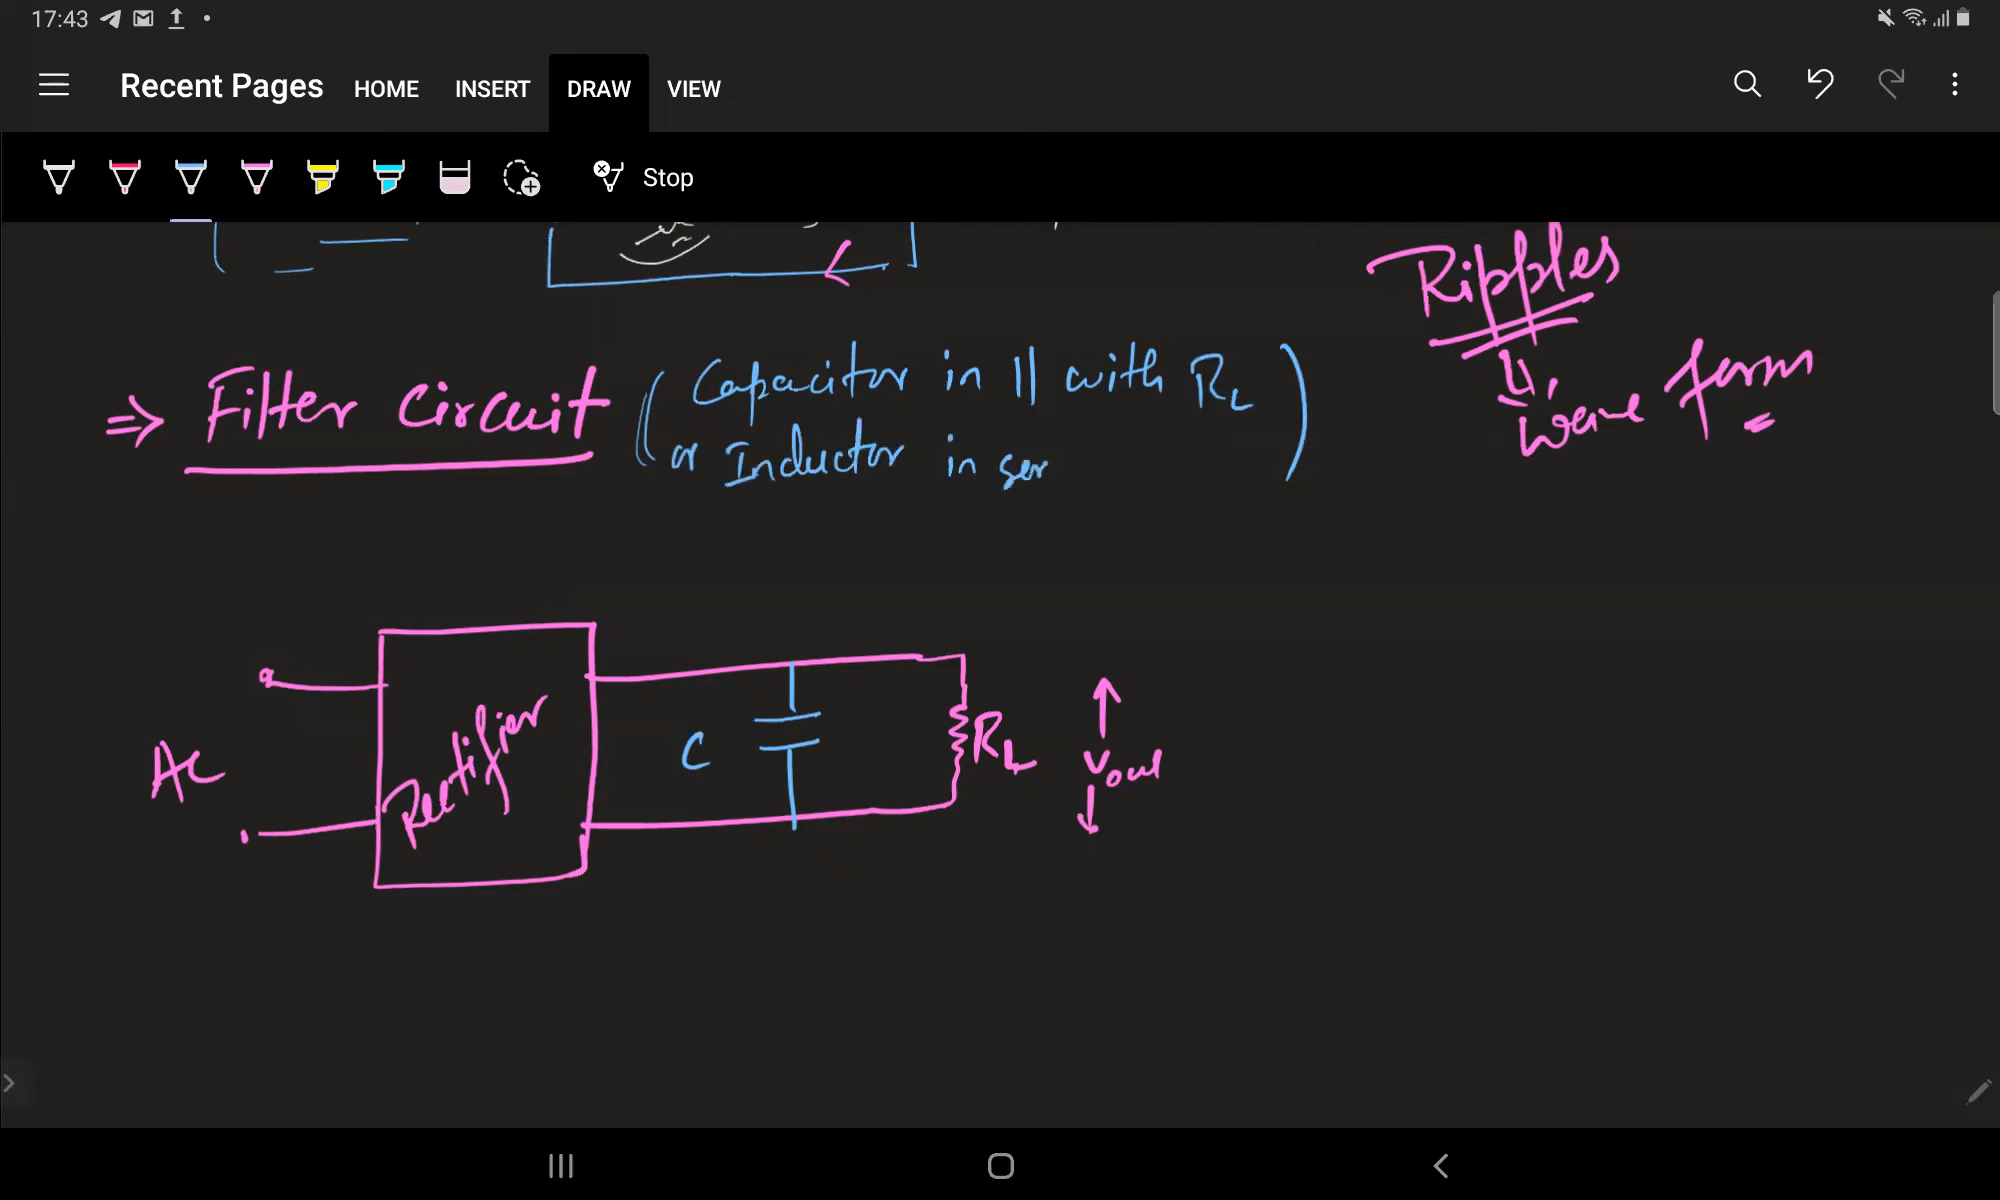 17:43
Recent Pages HOME INSERT DRAW VIEW
Stop
Ripples
wave form
⇒ Filter Circuit ( Capacitor in || with RL
or Inductor in ser )
AC
Rectifier
C
RL
Vout